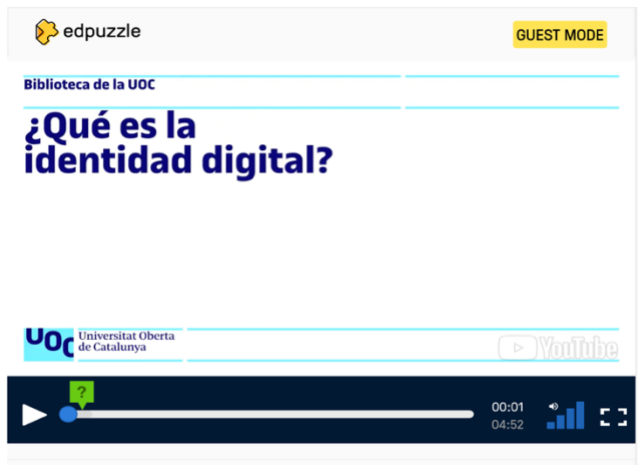 edpuzzle
GUEST MODE
Biblioteca de la UOC
¿Qué es la
identidad digital?
UOC
Universitat Oberta
de Catalunya
YouTube
?
00:01
04:52